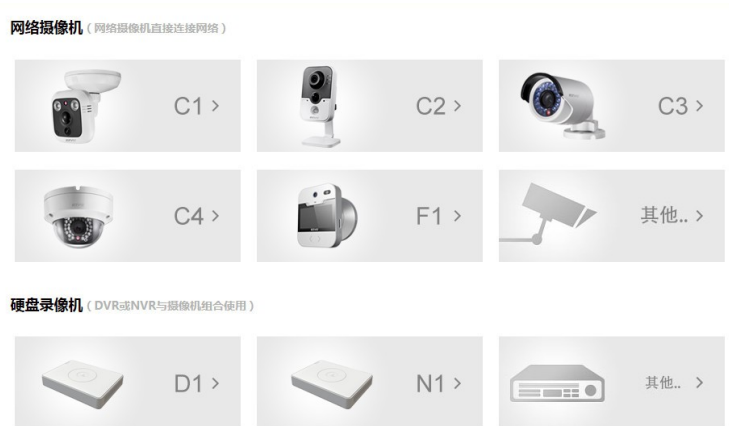 网络摄像机（网络摄像机直接连接网络）
C1 >
C2 >
C3 >
C4 >
F1 >
其他.. >
硬盘录像机（DVR或NVR与摄像机组合使用）
D1 >
N1 >
其他.. >